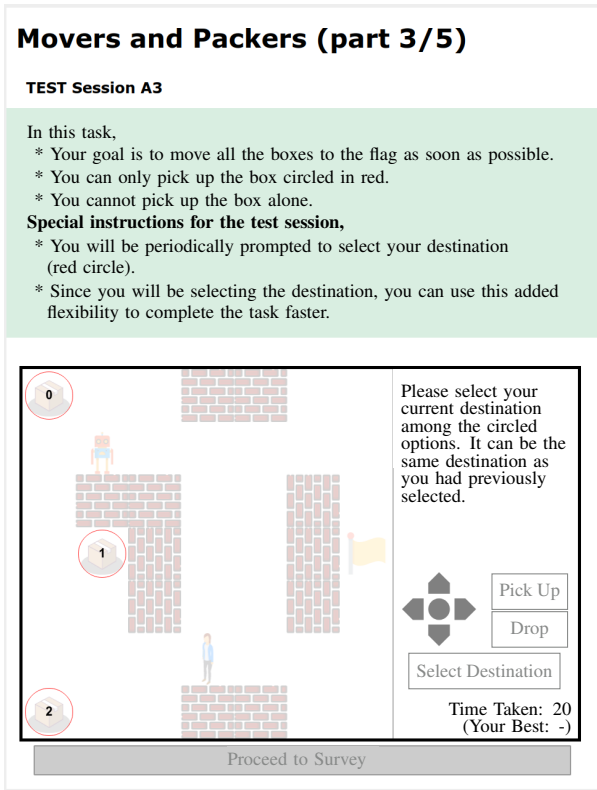 Movers and Packers (part 3/5)
TEST Session A3
In this task,
* Your goal is to move all the boxes to the flag as soon as possible.
* You can only pick up the box circled in red.
* You cannot pick up the box alone.
Special instructions for the test session,
* You will be periodically prompted to select your destination
(red circle).
* Since you will be selecting the destination, you can use this added
flexibility to complete the task faster.
0
1
2
Please select your
current destination
among the circled
options. It can be the
same destination as
you had previously
selected.
Pick Up
Drop
Select Destination
Time Taken: 20
(Your Best: -)
Proceed to Survey